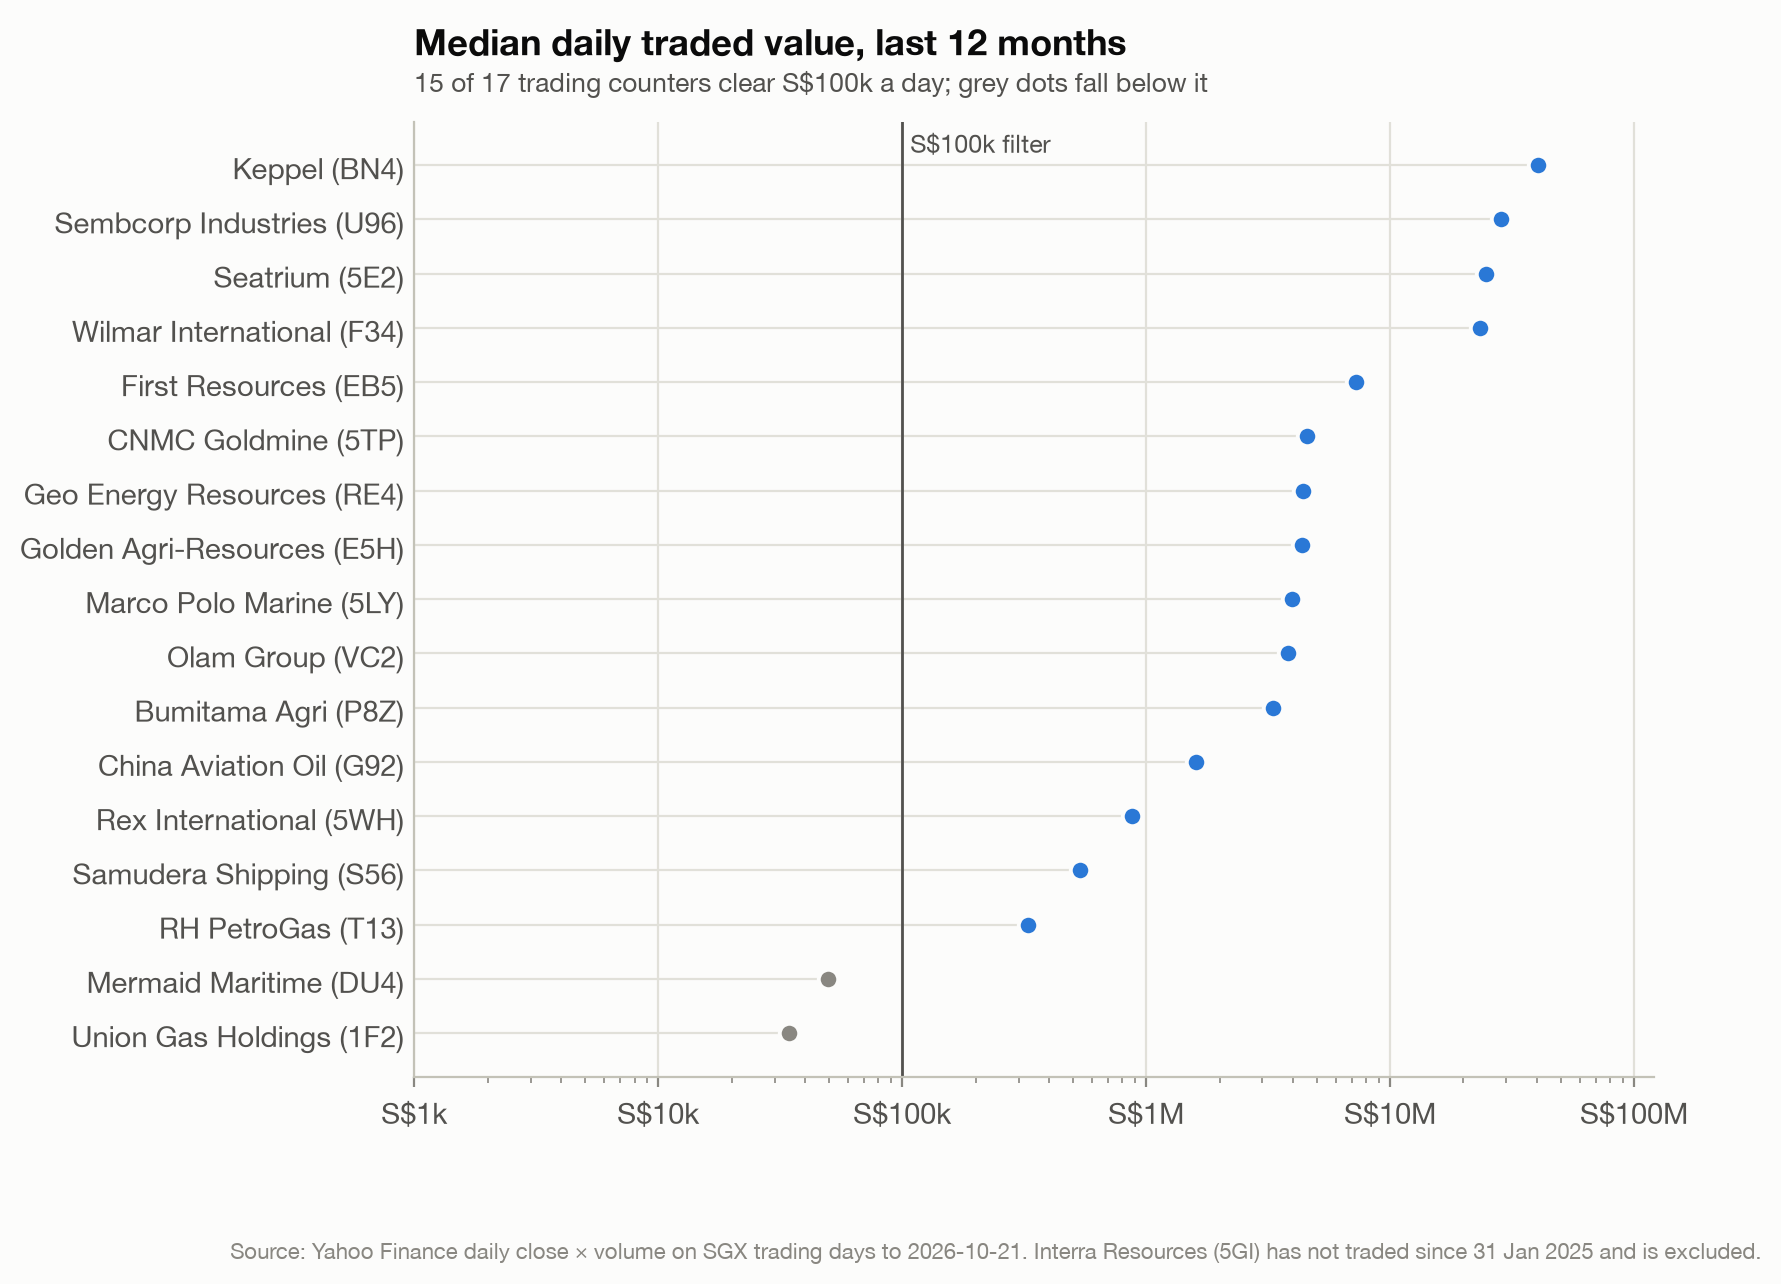 Median daily traded value, last 12 months
15 of 17 trading counters clear S$100k a day; grey dots fall below it
S$100k filter
Keppel (BN4)
Sembcorp Industries (U96)
Seatrium (5E2)
Wilmar International (F34)
First Resources (EB5)
CNMC Goldmine (5TP)
Geo Energy Resources (RE4)
Golden Agri-Resources (E5H)
Marco Polo Marine (5LY)
Olam Group (VC2)
Bumitama Agri (P8Z)
China Aviation Oil (G92)
Rex International (5WH)
Samudera Shipping (S56)
RH PetroGas (T13)
Mermaid Maritime (DU4)
Union Gas Holdings (1F2)
S$1k S$10k S$100k S$1M S$10M S$100M
Source: Yahoo Finance daily close × volume on SGX trading days to 2026-10-21. Interra Resources (5GI) has not traded since 31 Jan 2025 and is excluded.